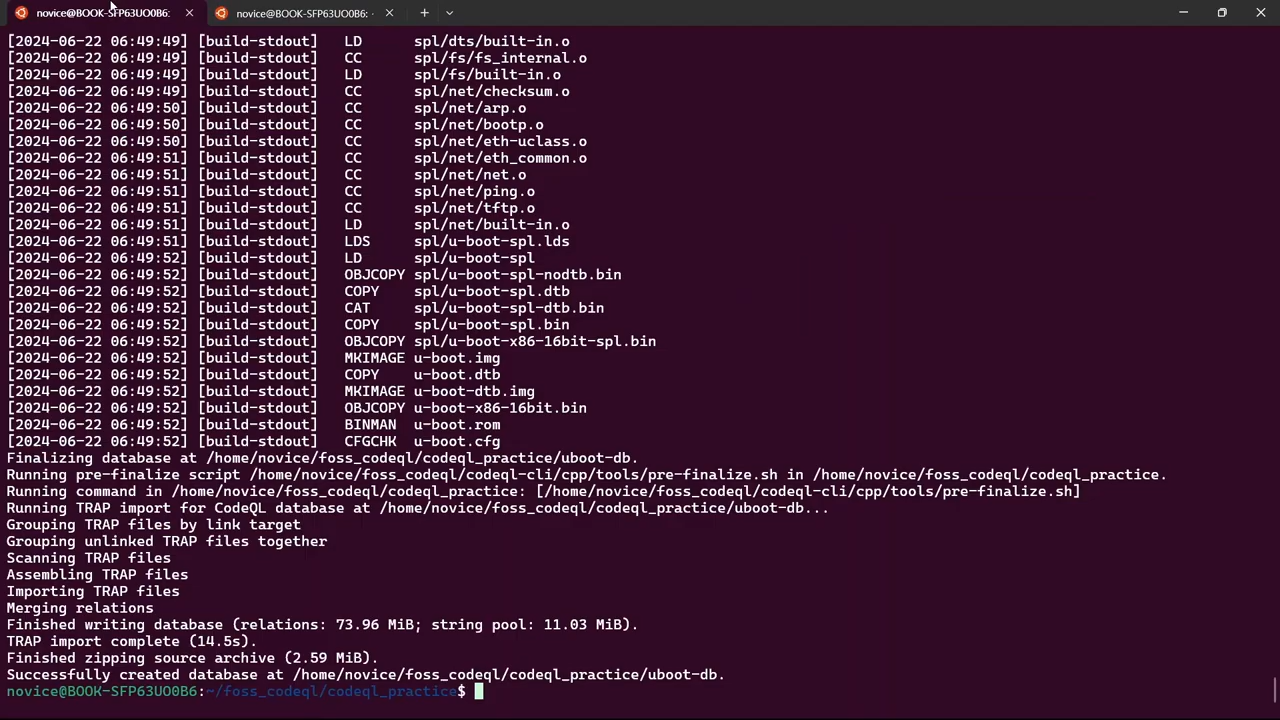 novice@BOOK-SFP63UO0B6: novice@BOOK-SFP63UO0B6:
[2024-06-22 06:49:49] [build-stdout] LD spl/dts/built-in.o
[2024-06-22 06:49:49] [build-stdout] CC spl/fs/fs_internal.o
[2024-06-22 06:49:49] [build-stdout] LD spl/fs/built-in.o
[2024-06-22 06:49:49] [build-stdout] CC spl/net/checksum.o
[2024-06-22 06:49:50] [build-stdout] CC spl/net/arp.o
[2024-06-22 06:49:50] [build-stdout] CC spl/net/bootp.o
[2024-06-22 06:49:50] [build-stdout] CC spl/net/eth-uclass.o
[2024-06-22 06:49:51] [build-stdout] CC spl/net/eth_common.o
[2024-06-22 06:49:51] [build-stdout] CC spl/net/net.o
[2024-06-22 06:49:51] [build-stdout] CC spl/net/ping.o
[2024-06-22 06:49:51] [build-stdout] CC spl/net/tftp.o
[2024-06-22 06:49:51] [build-stdout] LD spl/net/built-in.o
[2024-06-22 06:49:51] [build-stdout] LDS spl/u-boot-spl.lds
[2024-06-22 06:49:52] [build-stdout] LD spl/u-boot-spl
[2024-06-22 06:49:52] [build-stdout] OBJCOPY spl/u-boot-spl-nodtb.bin
[2024-06-22 06:49:52] [build-stdout] COPY spl/u-boot-spl.dtb
[2024-06-22 06:49:52] [build-stdout] CAT spl/u-boot-spl-dtb.bin
[2024-06-22 06:49:52] [build-stdout] COPY spl/u-boot-spl.bin
[2024-06-22 06:49:52] [build-stdout] OBJCOPY spl/u-boot-x86-16bit-spl.bin
[2024-06-22 06:49:52] [build-stdout] MKIMAGE u-boot.img
[2024-06-22 06:49:52] [build-stdout] COPY u-boot.dtb
[2024-06-22 06:49:52] [build-stdout] MKIMAGE u-boot-dtb.img
[2024-06-22 06:49:52] [build-stdout] OBJCOPY u-boot-x86-16bit.bin
[2024-06-22 06:49:52] [build-stdout] BINMAN u-boot.rom
[2024-06-22 06:49:52] [build-stdout] CFGCHK u-boot.cfg
Finalizing database at /home/novice/foss_codeql/codeql_practice/uboot-db.
Running pre-finalize script /home/novice/foss_codeql/codeql-cli/cpp/tools/pre-finalize.sh in /home/novice/foss_codeql/codeql_practice.
Running command in /home/novice/foss_codeql/codeql_practice: [/home/novice/foss_codeql/codeql-cli/cpp/tools/pre-finalize.sh]
Running TRAP import for CodeQL database at /home/novice/foss_codeql/codeql_practice/uboot-db...
Grouping TRAP files by link target
Grouping unlinked TRAP files together
Scanning TRAP files
Assembling TRAP files
Importing TRAP files
Merging relations
Finished writing database (relations: 73.96 MiB; string pool: 11.03 MiB).
TRAP import complete (14.5s).
Finished zipping source archive (2.59 MiB).
Successfully created database at /home/novice/foss_codeql/codeql_practice/uboot-db.
novice@BOOK-SFP63UO0B6:~/foss_codeql/codeql_practice$